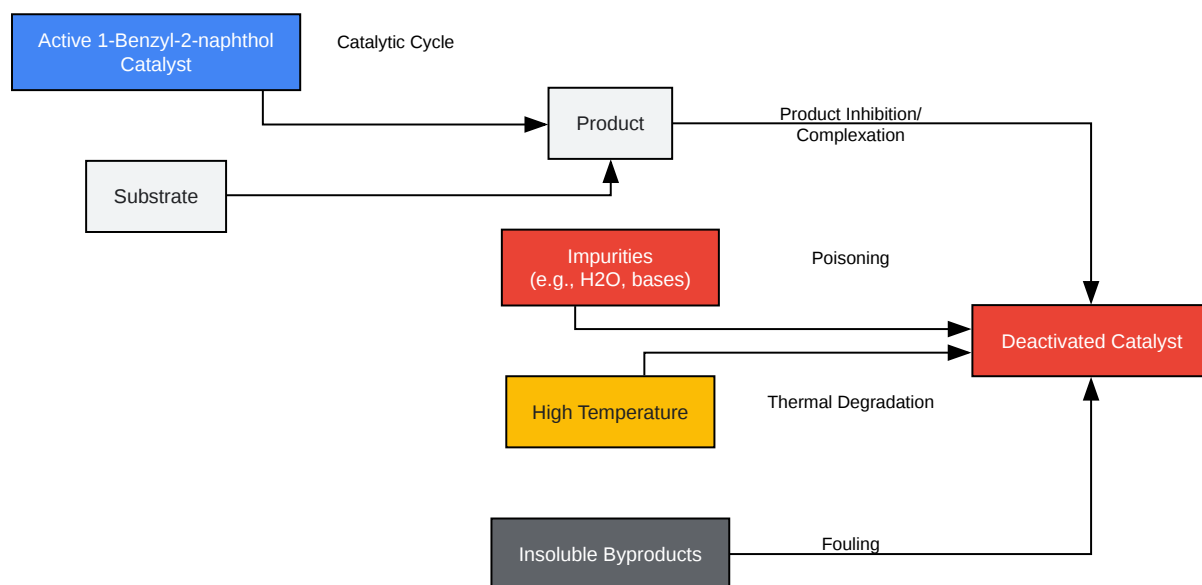 Active 1-Benzyl-2-naphthol
Catalyst
Catalytic Cycle
Product
Product Inhibition/
Complexation
Substrate
Impurities
(e.g., H2O, bases)
Poisoning
Deactivated Catalyst
High Temperature
Thermal Degradation
Insoluble Byproducts
Fouling